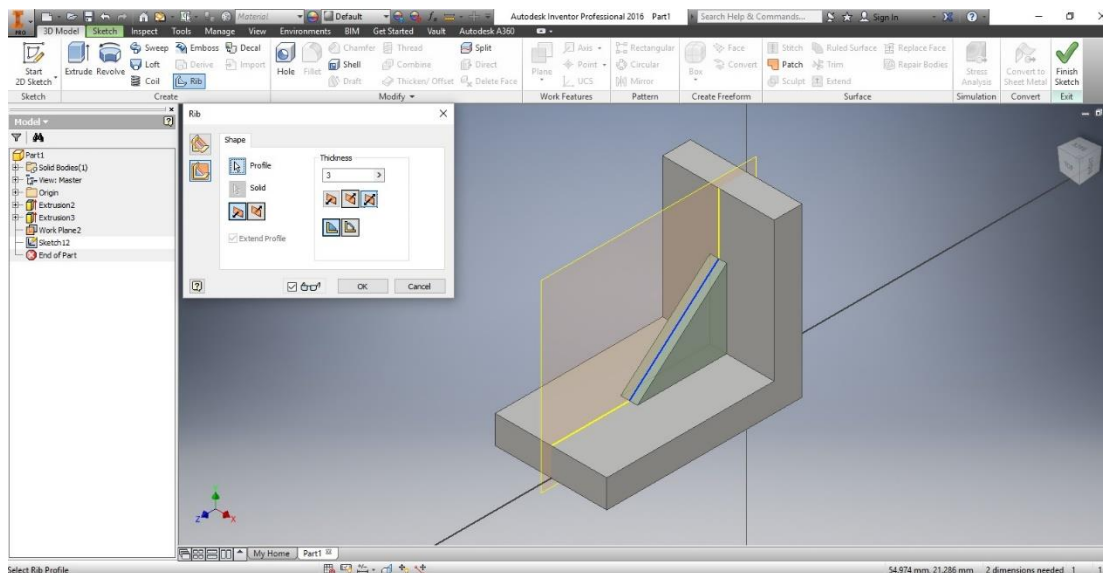 Material
Default
Autodesk Inventor Professional 2016 Part1
Search Help & Commands...
Sign In
PRO
3D Model Sketch Inspect Tools Manage View Environments BIM Get Started Vault Autodesk A360
Start
2D Sketch
Extrude Revolve
Sweep Emboss Decal
Loft Derive Import
Coil Rib
Hole Fillet
Chamfer Thread Split
Shell Combine Direct
Draft Thicken/ Offset Delete Face
Plane
Axis
Point
UCS
Rectangular
Circular
Mirror
Box
Face
Convert
Stitch Ruled Surface Replace Face
Patch Trim Repair Bodies
Sculpt Extend
Stress
Analysis
Convert to
Sheet Metal
Finish
Sketch
Sketch Create Modify Work Features Pattern Create Freeform Surface Simulation Convert Exit
Model
Part1
Solid Bodies(1)
View: Master
Origin
Extrusion2
Extrusion3
Work Plane2
Sketch12
End of Part
Rib
Shape
Profile
Solid
Extend Profile
Thickness
3
OK Cancel
Y
Z
X
My Home Part1
Select Rib Profile
54.974 mm, 21.286 mm 2 dimensions needed 1 1